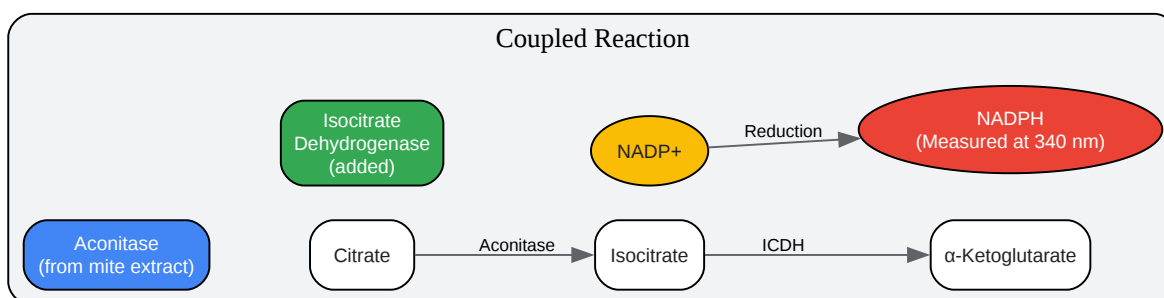 Coupled Reaction
Isocitrate
Dehydrogenase
(added)
NADP+
Reduction
NADPH
(Measured at 340 nm)
Aconitase
(from mite extract)
Citrate
Aconitase
Isocitrate
ICDH
α-Ketoglutarate